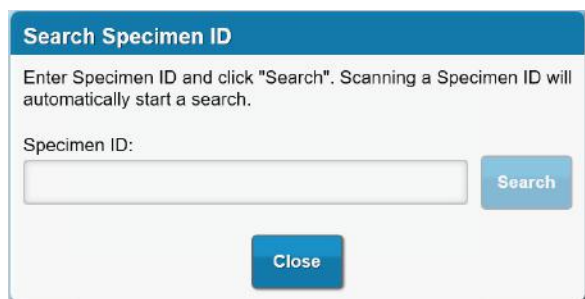 Search Specimen ID
Enter Specimen ID and click "Search". Scanning a Specimen ID will
automatically start a search.
Specimen ID:
Search
Close